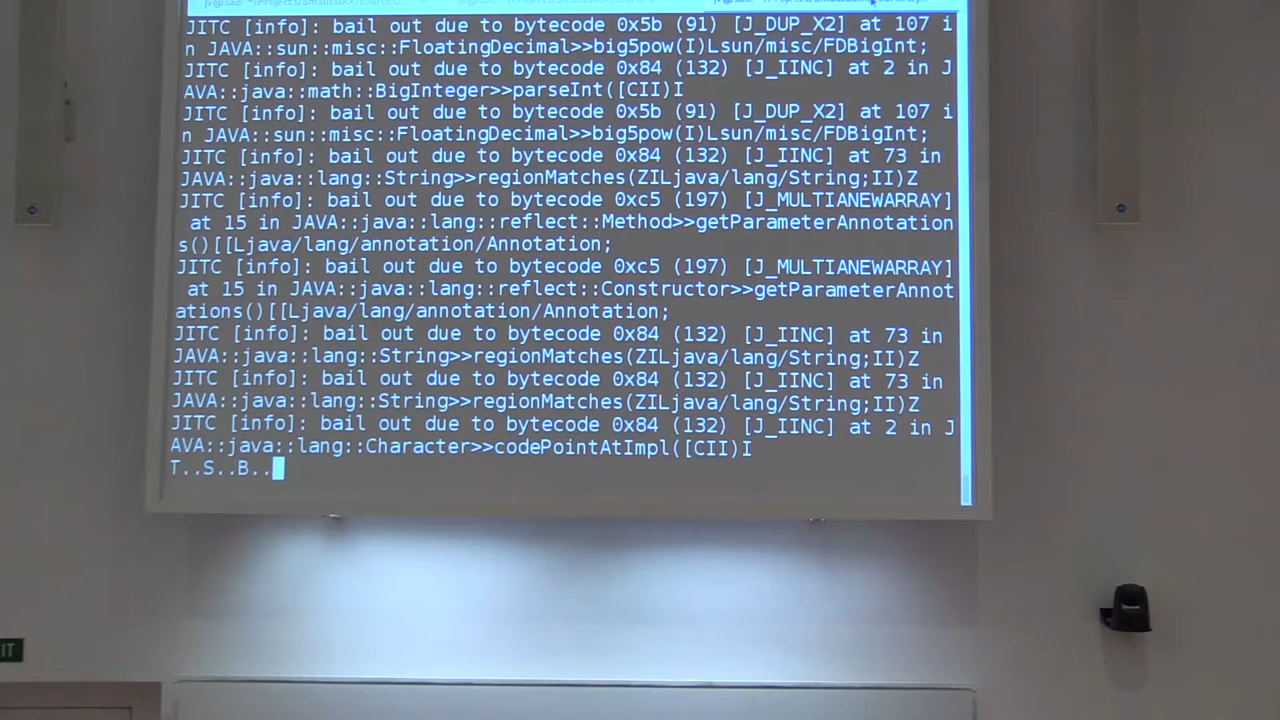 JITC [info]: bail out due to bytecode 0x5b (91) [J_DUP_X2] at 107 i
n JAVA::sun::misc::FloatingDecimal>>big5pow(I)Lsun/misc/FDBigInt;
JITC [info]: bail out due to bytecode 0x84 (132) [J_IINC] at 2 in J
AVA::java::math::BigInteger>>parseInt([CII)I
JITC [info]: bail out due to bytecode 0x5b (91) [J_DUP_X2] at 107 i
n JAVA::sun::misc::FloatingDecimal>>big5pow(I)Lsun/misc/FDBigInt;
JITC [info]: bail out due to bytecode 0x84 (132) [J_IINC] at 73 in
JAVA::java::lang::String>>regionMatches(ZILjava/lang/String;II)Z
JITC [info]: bail out due to bytecode 0xc5 (197) [J_MULTIANEWARRAY]
at 15 in JAVA::java::lang::reflect::Method>>getParameterAnnotation
s()[[Ljava/lang/annotation/Annotation;
JITC [info]: bail out due to bytecode 0xc5 (197) [J_MULTIANEWARRAY]
at 15 in JAVA::java::lang::reflect::Constructor>>getParameterAnnot
ations()[[Ljava/lang/annotation/Annotation;
JITC [info]: bail out due to bytecode 0x84 (132) [J_IINC] at 73 in
JAVA::java::lang::String>>regionMatches(ZILjava/lang/String;II)Z
JITC [info]: bail out due to bytecode 0x84 (132) [J_IINC] at 73 in
JAVA::java::lang::String>>regionMatches(ZILjava/lang/String;II)Z
JITC [info]: bail out due to bytecode 0x84 (132) [J_IINC] at 2 in J
AVA::java::lang::Character>>codePointAtImpl([CII)I
T..S..B..
IT